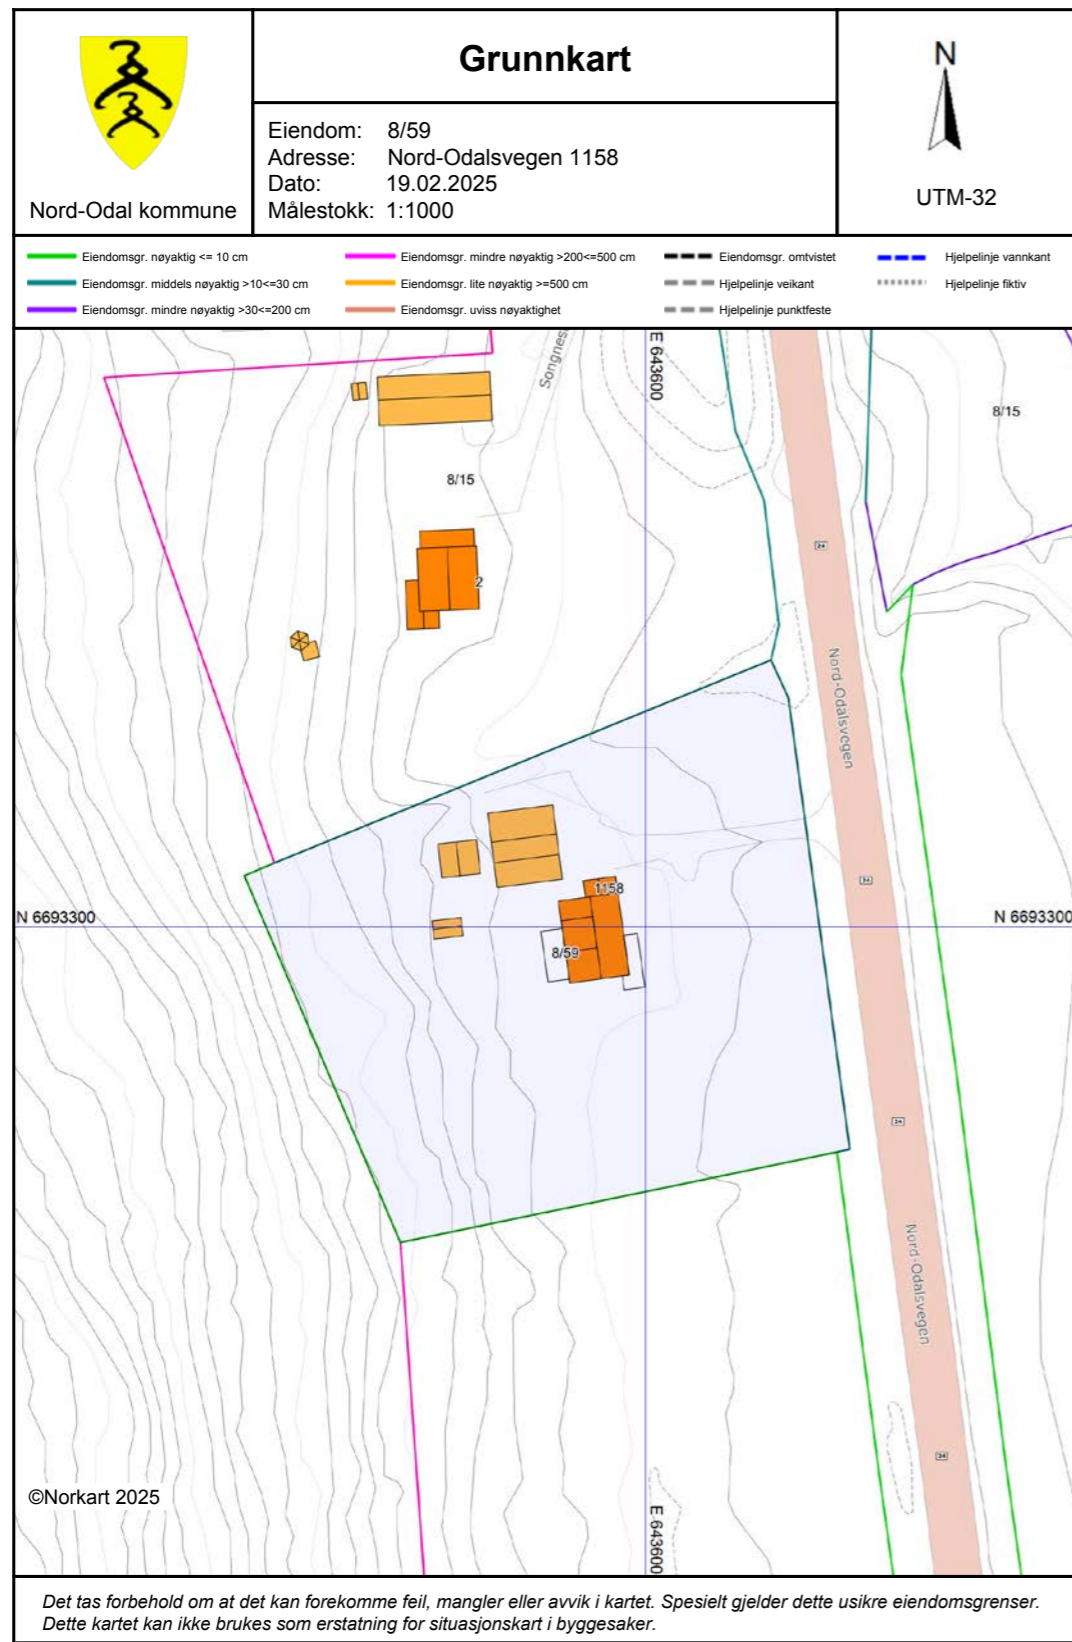 Nord-Odal kommune
Grunnkart
Eiendom: 8/59
Adresse: Nord-Odalsvegen 1158
Dato: 19.02.2025
Målestokk: 1:1000
N
UTM-32
Eiendomsgr. nøyaktig <= 10 cm
Eiendomsgr. middels nøyaktig >10<=30 cm
Eiendomsgr. mindre nøyaktig >30<=200 cm
Eiendomsgr. mindre nøyaktig >200<=500 cm
Eiendomsgr. lite nøyaktig >=500 cm
Eiendomsgr. uviss nøyaktighet
Eiendomsgr. omtvistet
Hjelpelinje veikant
Hjelpelinje punktfeste
Hjelpelinje vannkant
Hjelpelinje fiktiv
E 643600
8/15
8/15
24
2
Nord-Odalsvegen
24
1158
N 6693300
N 6693300
8/59
24
Nord-Odalsvegen
24
©Norkart 2025
E 643600
Det tas forbehold om at det kan forekomme feil, mangler eller avvik i kartet. Spesielt gjelder dette usikre eiendomsgrenser.
Dette kartet kan ikke brukes som erstatning for situasjonskart i byggesaker.